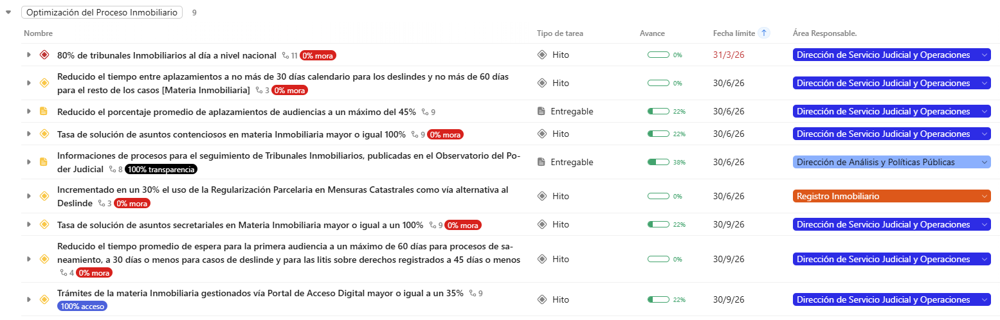 Optimización del Proceso Inmobiliario 9
Nombre Tipo de tarea Avance Fecha límite ↑ Área Responsable.
80% de tribunales Inmobiliarios al día a nivel nacional 11 0% mora Hito 0% 31/3/26 Dirección de Servicio Judicial y Operaciones
Reducido el tiempo entre aplazamientos a no más de 30 días calendario para los deslindes y no más de 60 días
para el resto de los casos [Materia Inmobiliaria] 3 0% mora Hito 0% 30/6/26 Dirección de Servicio Judicial y Operaciones
Reducido el porcentaje promedio de aplazamientos de audiencias a un máximo del 45% 9 Entregable 22% 30/6/26 Dirección de Servicio Judicial y Operaciones
Tasa de solución de asuntos contenciosos en materia Inmobiliaria mayor o igual 100% 9 0% mora Hito 22% 30/6/26 Dirección de Servicio Judicial y Operaciones
Informaciones de procesos para el seguimiento de Tribunales Inmobiliarios, publicadas en el Observatorio del Po-
der Judicial 8 100% transparencia Entregable 38% 30/6/26 Dirección de Análisis y Políticas Públicas
Incrementado en un 30% el uso de la Regularización Parcelaria en Mensuras Catastrales como vía alternativa al
Deslinde 3 0% mora Hito 0% 30/6/26 Registro Inmobiliario
Tasa de solución de asuntos secretariales en Materia Inmobiliaria mayor o igual a un 100% 9 0% mora Hito 22% 30/9/26 Dirección de Servicio Judicial y Operaciones
Reducido el tiempo promedio de espera para la primera audiencia a un máximo de 60 días para procesos de sa-
neamiento, a 30 días o menos para casos de deslinde y para las litis sobre derechos registrados a 45 días o menos
4 0% mora Hito 0% 30/9/26 Dirección de Servicio Judicial y Operaciones
Trámites de la materia Inmobiliaria gestionados vía Portal de Acceso Digital mayor o igual a un 35% 9
100% acceso Hito 22% 30/9/26 Dirección de Servicio Judicial y Operaciones